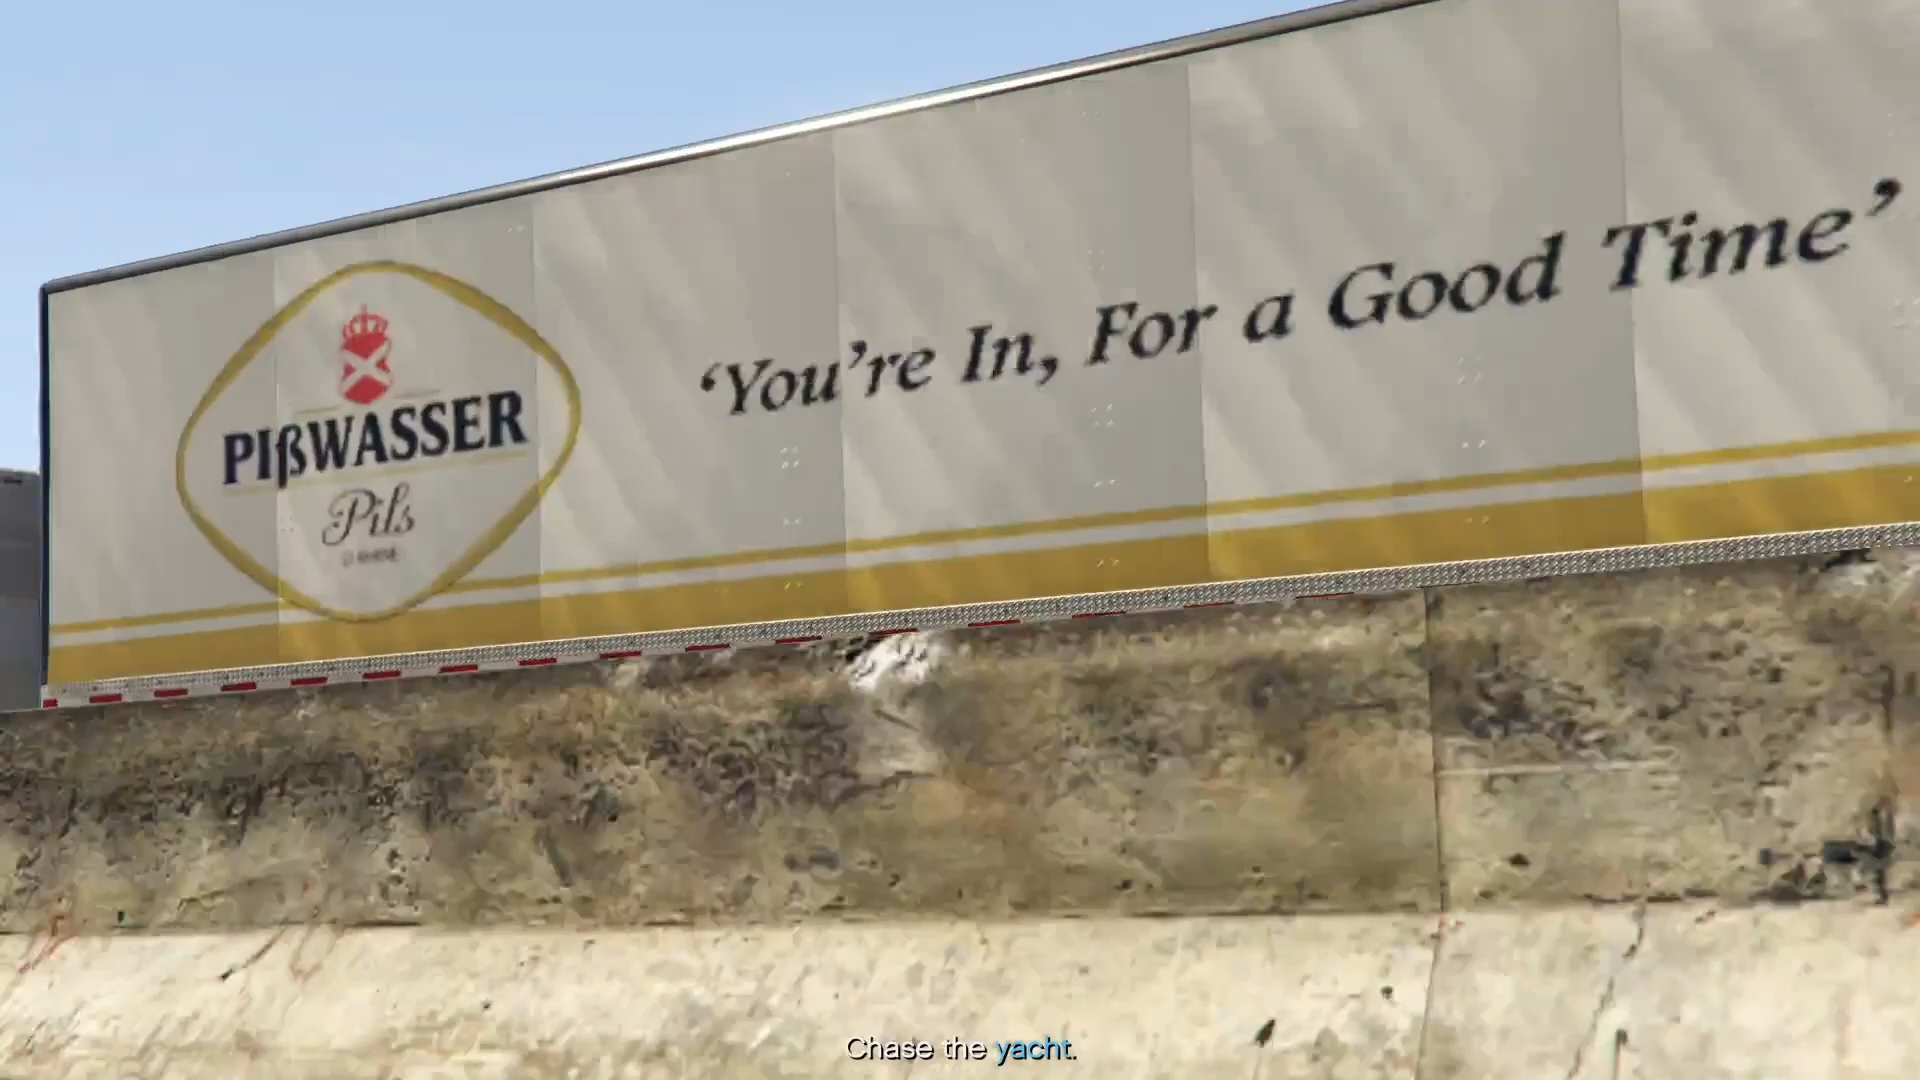 PIßWASSER
Pils
‘You’re In, For a Good Time’
Chase the yacht.